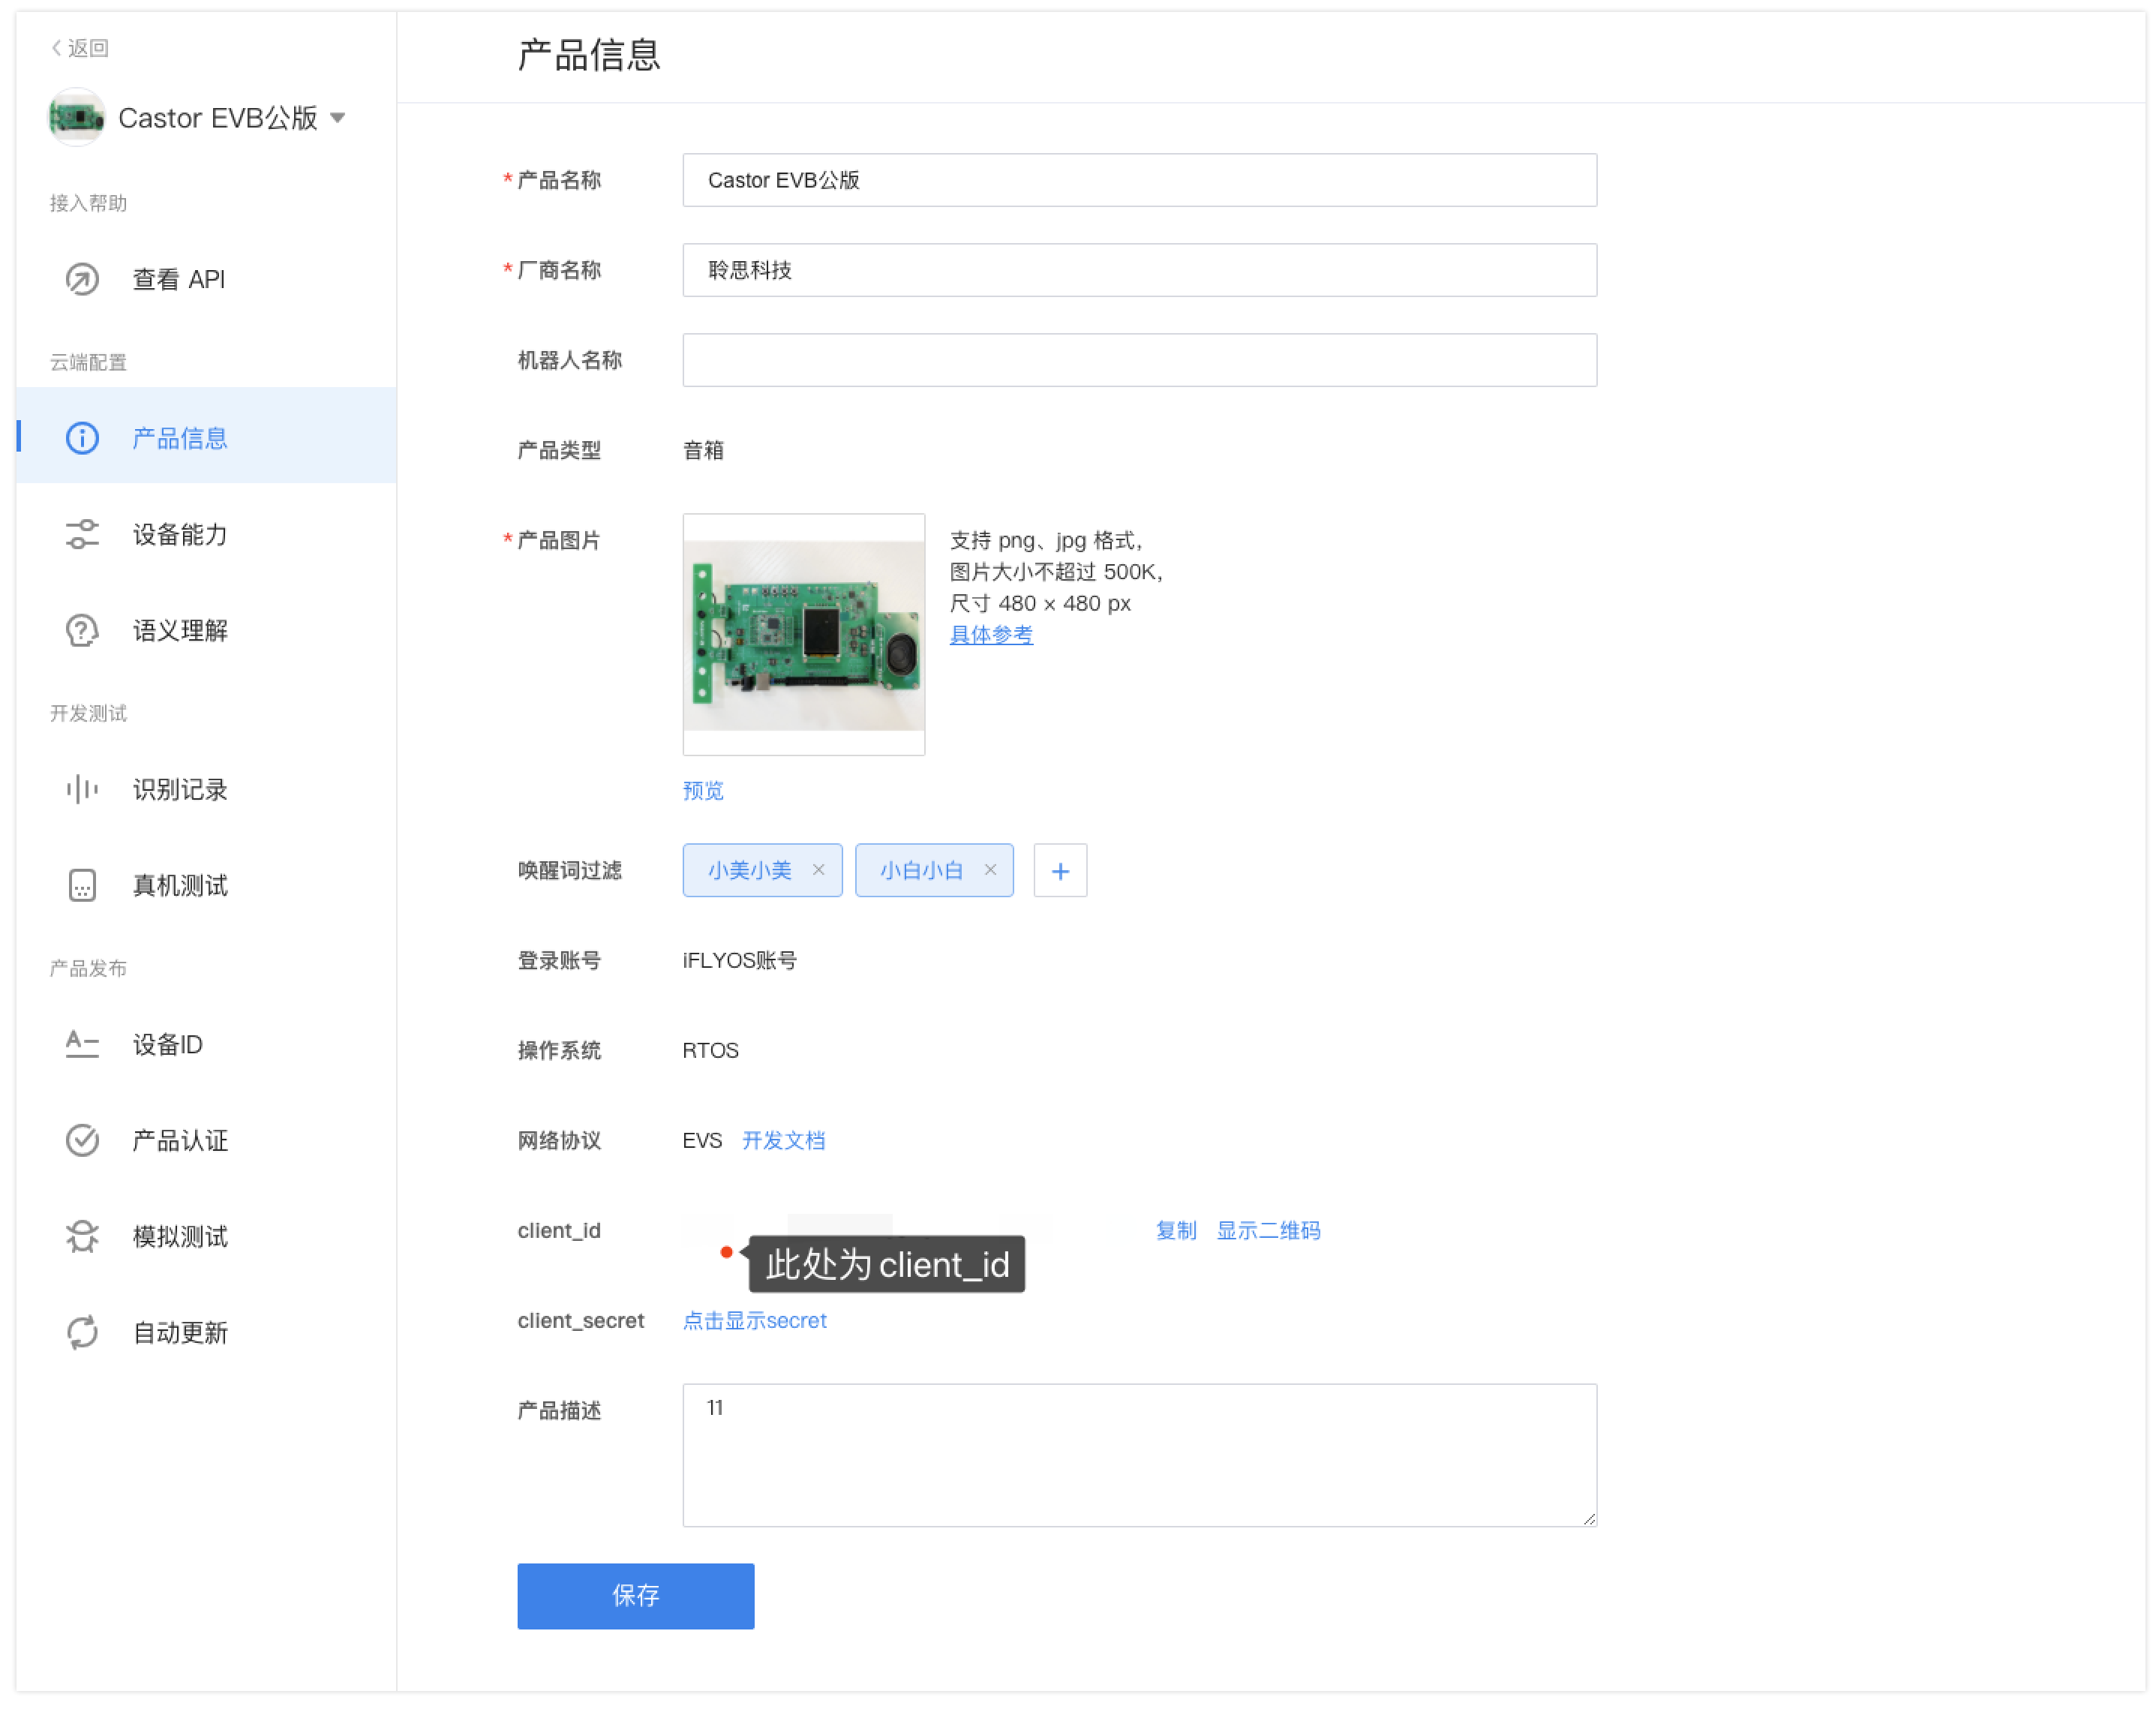 返回
Castor EVB公版
接入帮助
查看 API
云端配置
产品信息
设备能力
语义理解
开发测试
识别记录
真机测试
产品发布
设备ID
产品认证
模拟测试
自动更新
产品信息
* 产品名称 Castor EVB公版
* 厂商名称 聆思科技
机器人名称
产品类型 音箱
* 产品图片
支持 png、jpg 格式,
图片大小不超过 500K,
尺寸 480 × 480 px
具体参考
预览
唤醒词过滤 小美小美 × 小白小白 × +
登录账号 iFLYOS账号
操作系统 RTOS
网络协议 EVS 开发文档
client_id 复制 显示二维码
此处为client_id
client_secret 点击显示secret
产品描述 11
保存